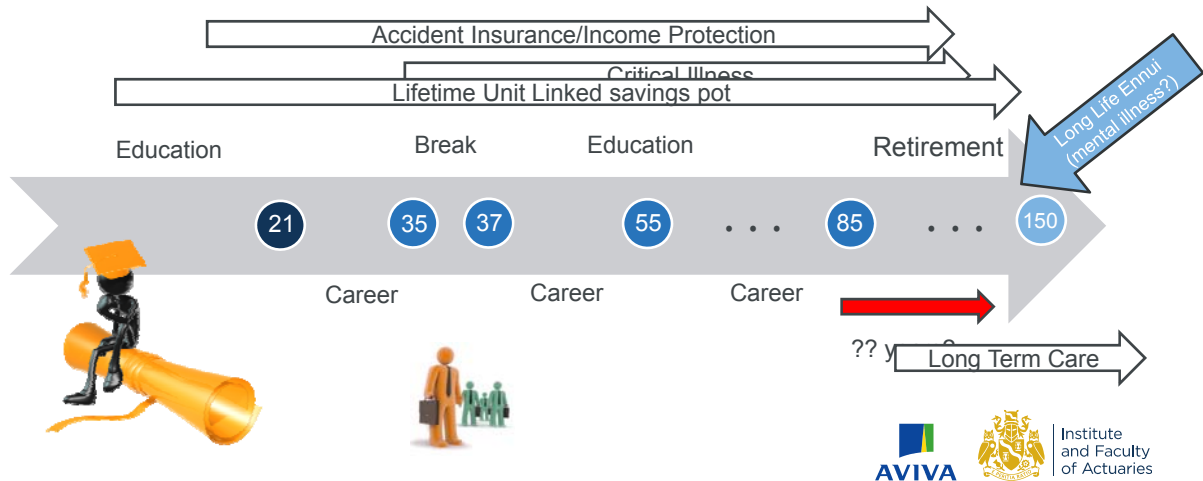 Accident Insurance/Income Protection
Critical Illness
Lifetime Unit Linked savings pot
Long Life Ennui
(mental illness?)
Education
Break
Education
Retirement
21
35
37
55
. . .
85
. . .
150
Career
Career
Career
??
Long Term Care
AVIVA
Institute
and Faculty
of Actuaries